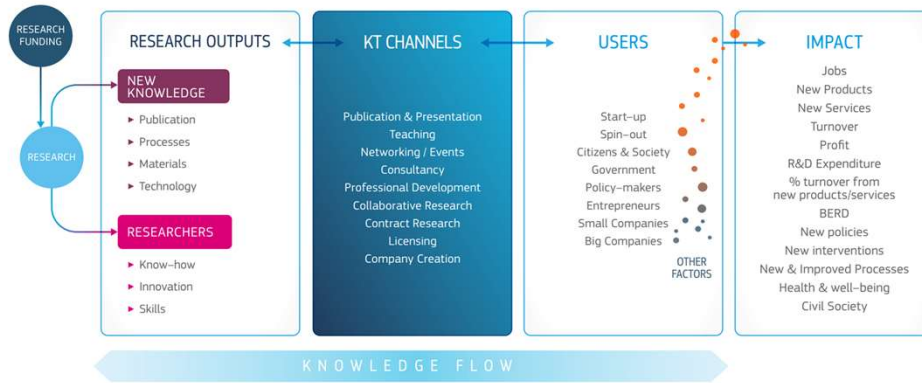 RESEARCH
FUNDING
RESEARCH
RESEARCH OUTPUTS
NEW
KNOWLEDGE
► Publication
► Processes
► Materials
► Technology
RESEARCHERS
► Know–how
► Innovation
► Skills
KT CHANNELS
Publication & Presentation
Teaching
Networking / Events
Consultancy
Professional Development
Collaborative Research
Contract Research
Licensing
Company Creation
USERS
Start–up
Spin–out
Citizens & Society
Government
Policy–makers
Entrepreneurs
Small Companies
Big Companies
OTHER
FACTORS
IMPACT
Jobs
New Products
New Services
Turnover
Profit
R&D Expenditure
% turnover from
new products/services
BERD
New policies
New interventions
New & Improved Processes
Health & well–being
Civil Society
KNOWLEDGE FLOW